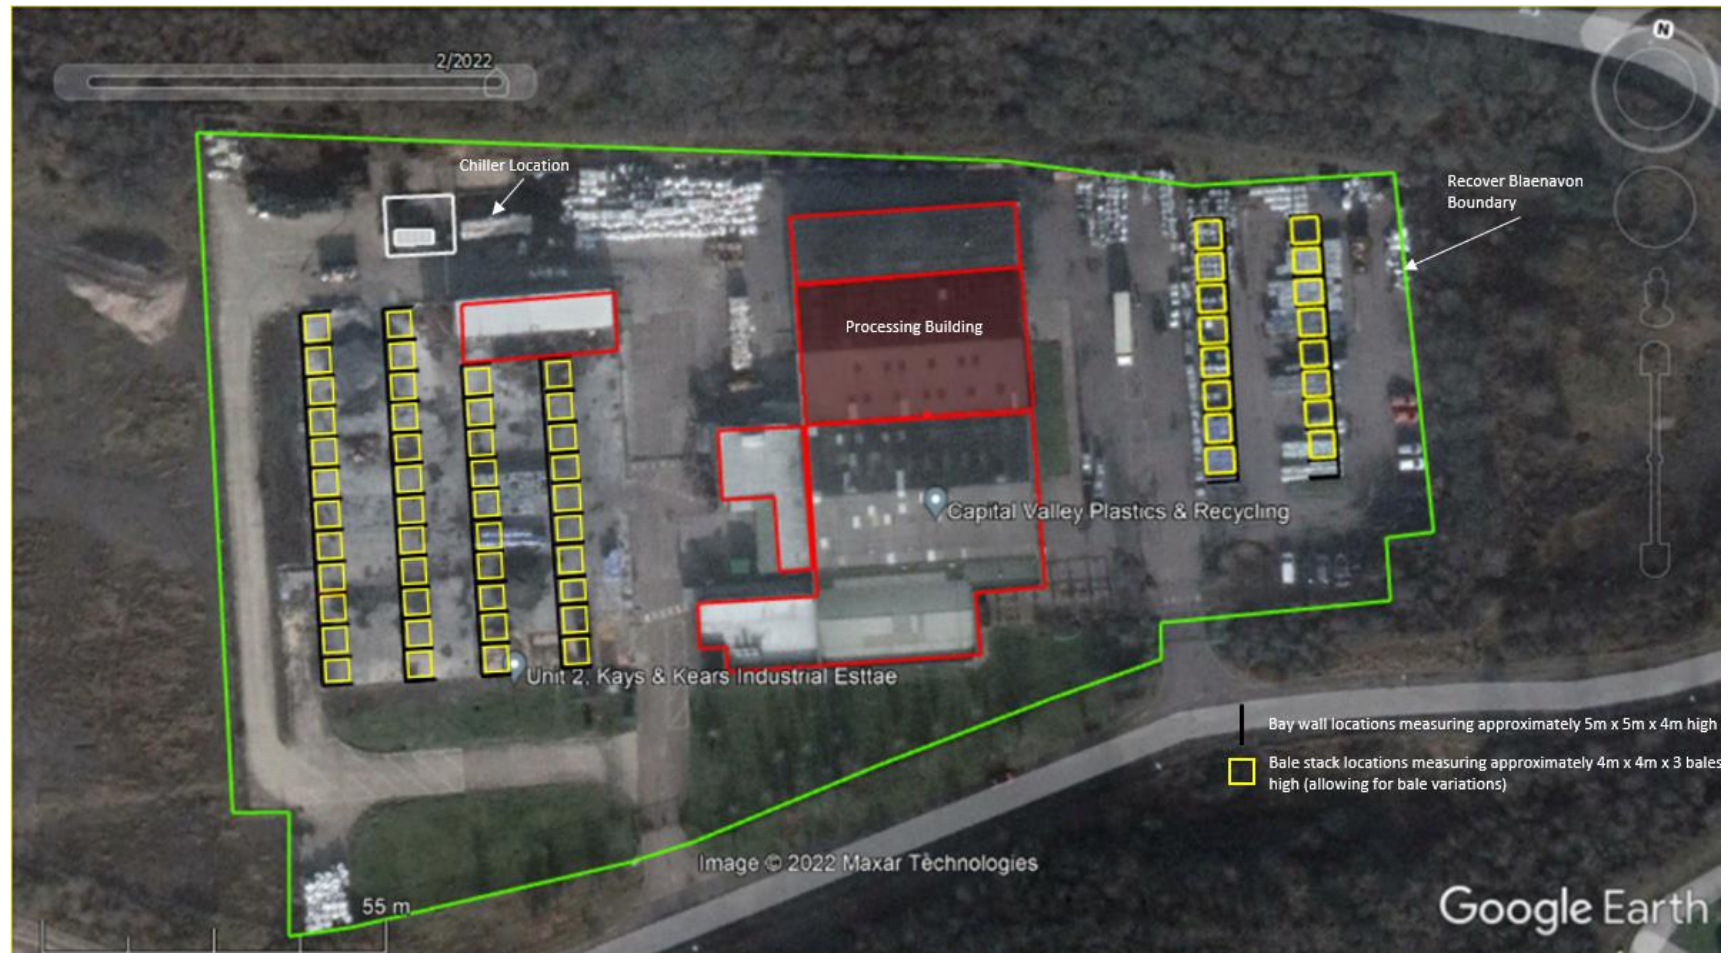 2/2022
N
Chiller Location
Recover Blaenavon
Boundary
Processing Building
Capital Valley Plastics & Recycling
Unit 2, Kays & Kears Industrial Esttae
Bay wall locations measuring approximately 5m x 5m x 4m high
Bale stack locations measuring approximately 4m x 4m x 3 bales
high (allowing for bale variations)
Image © 2022 Maxar Technologies
55 m
Google Earth